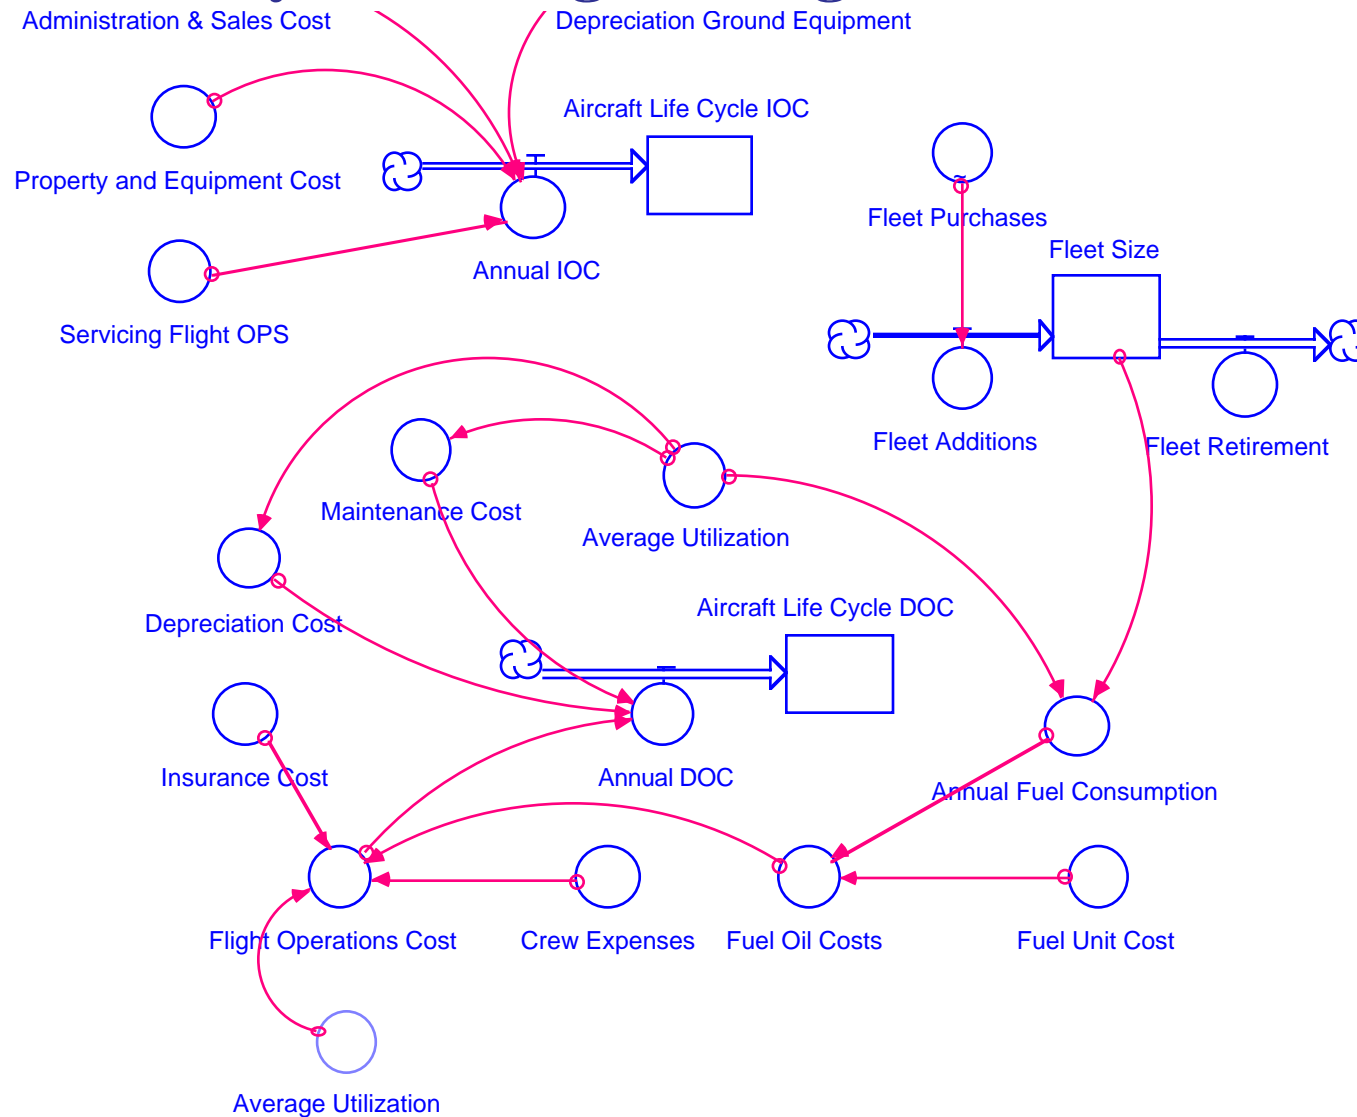 Administration & Sales Cost
Depreciation Ground Equipment
Aircraft Life Cycle IOC
Property and Equipment Cost
Fleet Purchases
~
Fleet Size
Annual IOC
Servicing Flight OPS
Fleet Additions
Fleet Retirement
Maintenance Cost
Average Utilization
Depreciation Cost
Aircraft Life Cycle DOC
Insurance Cost
Annual DOC
Annual Fuel Consumption
Flight Operations Cost
Crew Expenses
Fuel Oil Costs
Fuel Unit Cost
Average Utilization